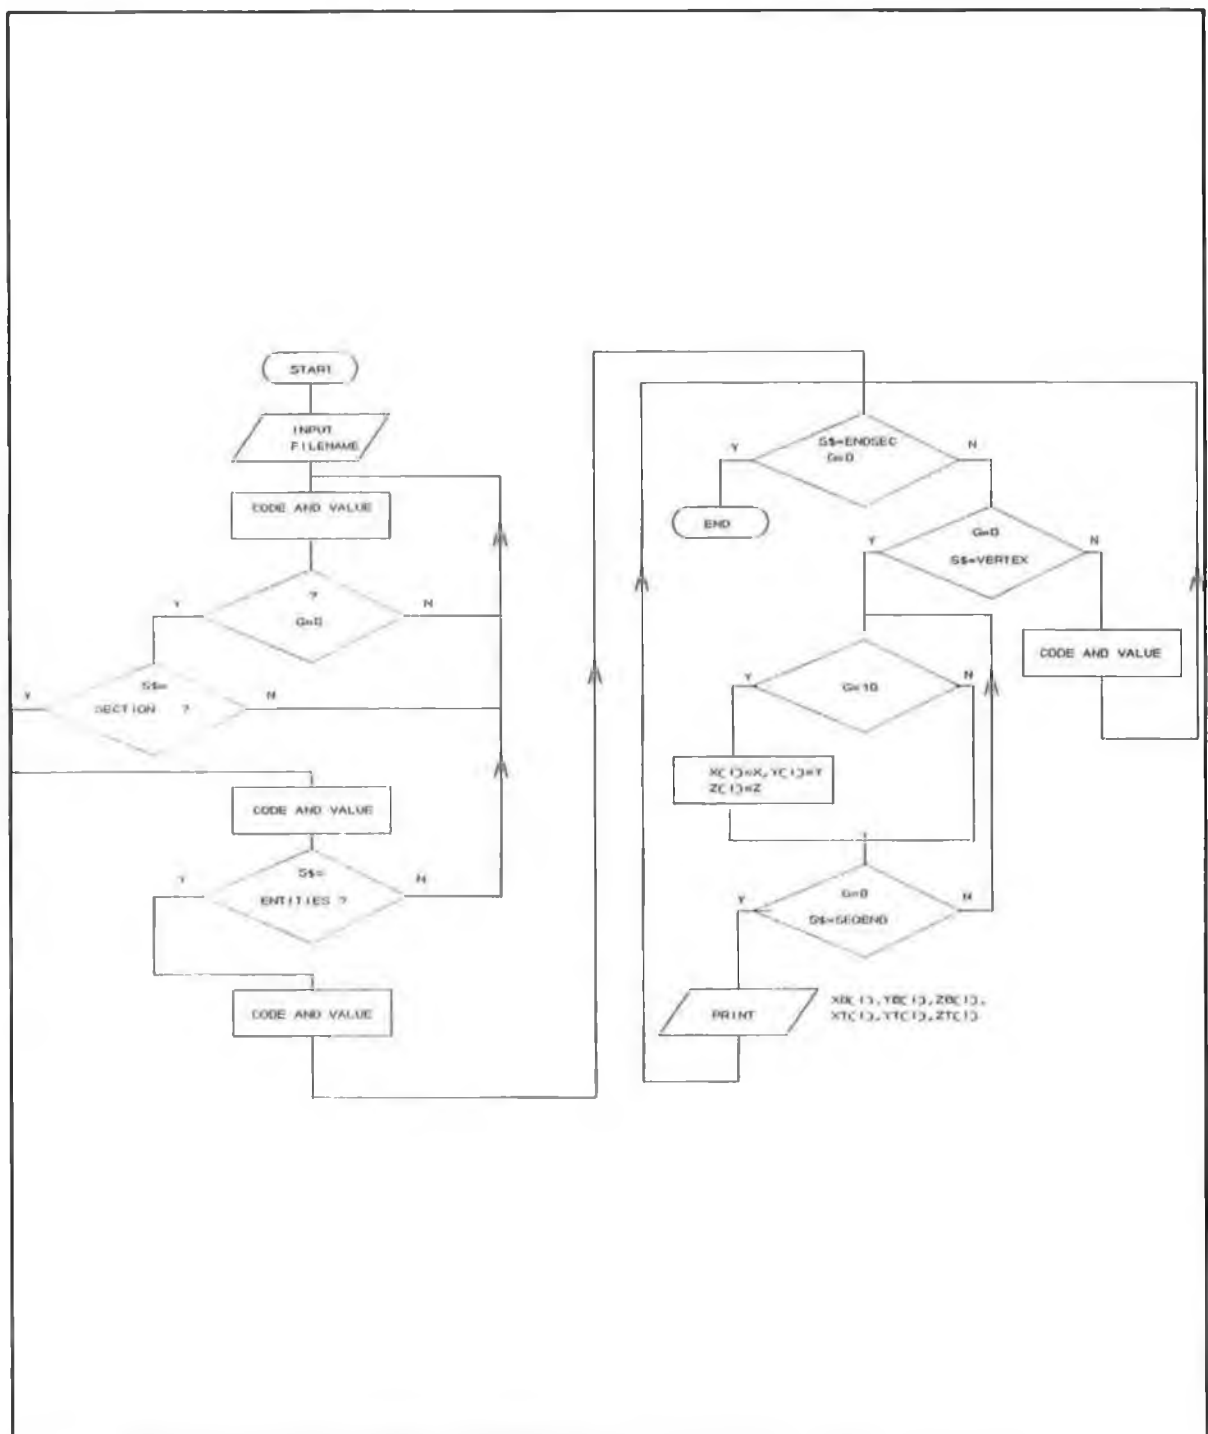 START
INPUT
FILENAME
CODE AND VALUE
?
G=0
Y
N
S$=
SECTION ?
Y
N
CODE AND VALUE
S$=
ENTITIES ?
Y
N
CODE AND VALUE
S$=ENDSEC
G=0
Y
N
END
G=0
S$=VERTEX
Y
N
CODE AND VALUE
G=10
Y
N
X(I)=X,Y(I)=Y
Z(I)=Z
G=0
S$=SEQEND
Y
N
PRINT
XB(I),YB(I),ZB(I),
XT(I),YT(I),ZT(I)